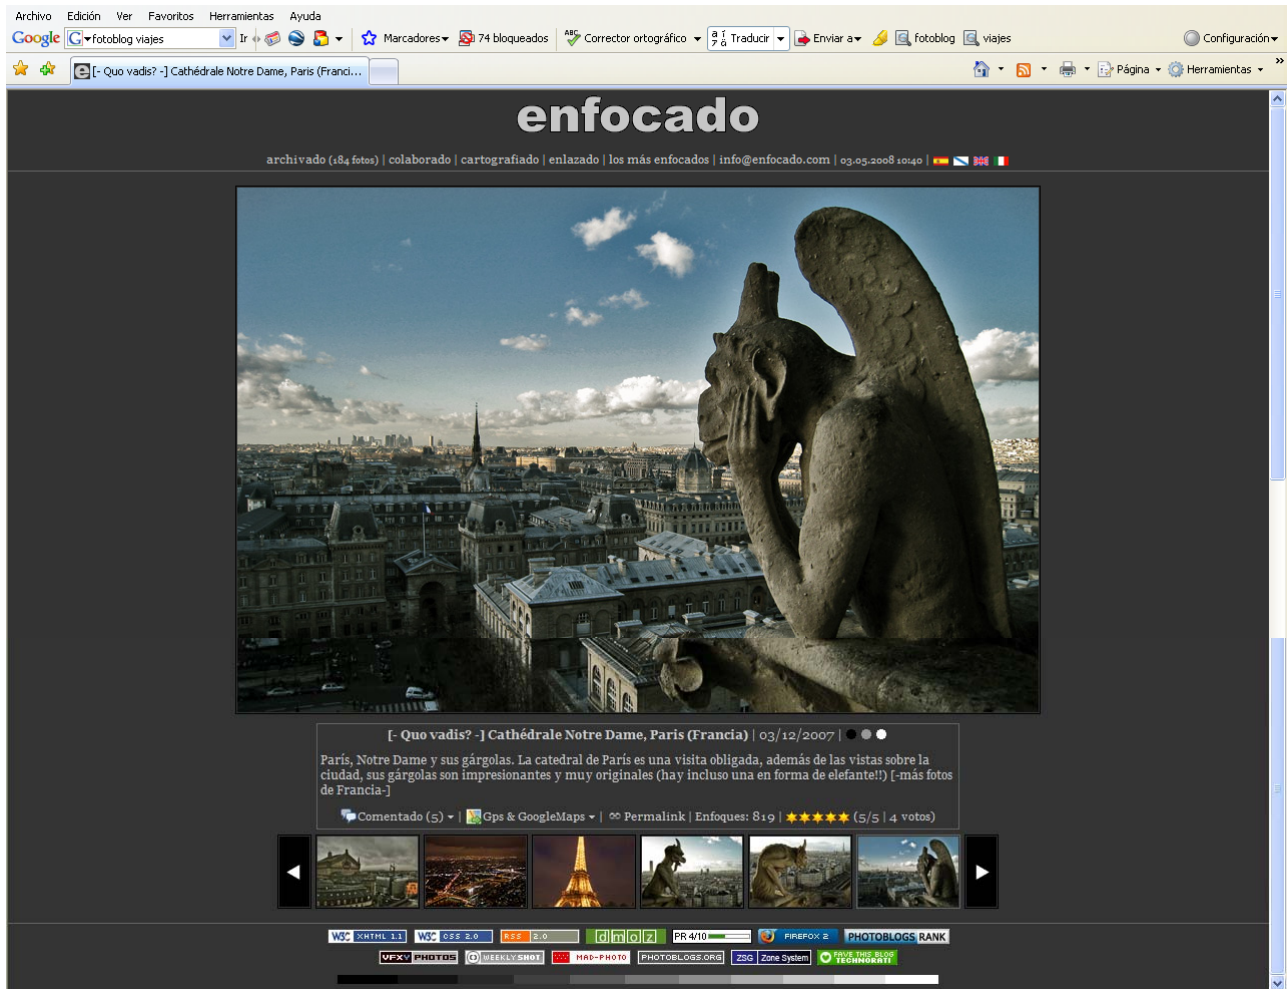 Archivo Edición Ver Favoritos Herramientas Ayuda
Google G fotoblog viajes Ir Marcadores 74 bloqueados ABC Corrector ortográfico Traducir Enviar a fotoblog viajes Configuración
[- Quo vadis? -] Cathédrale Notre Dame, Paris (Franci... Página Herramientas
enfocado
archivado (184 fotos) | colaborado | cartografiado | enlazado | los más enfocados | info@enfocado.com | 03.05.2008 10:40 |
[- Quo vadis? -] Cathédrale Notre Dame, Paris (Francia) | 03/12/2007 |
París, Notre Dame y sus gárgolas. La catedral de París es una visita obligada, además de las vistas sobre la
ciudad, sus gárgolas son impresionantes y muy originales (hay incluso una en forma de elefante!!) [-más fotos
de Francia-]
Comentado (5) | Gps & GoogleMaps | Permalink | Enfoques: 819 | (5/5 | 4 votos)
W3C XHTML 1.1 W3C CSS 2.0 RSS 2.0 dmoz PR 4/10 FIREFOX 2 PHOTOBLOGS RANK
VFXY PHOTOS WEEKLYSHOT MAD-PHOTO PHOTOBLOGS.ORG ZSG Zone System FAVE THIS BLOG TECHNORATI